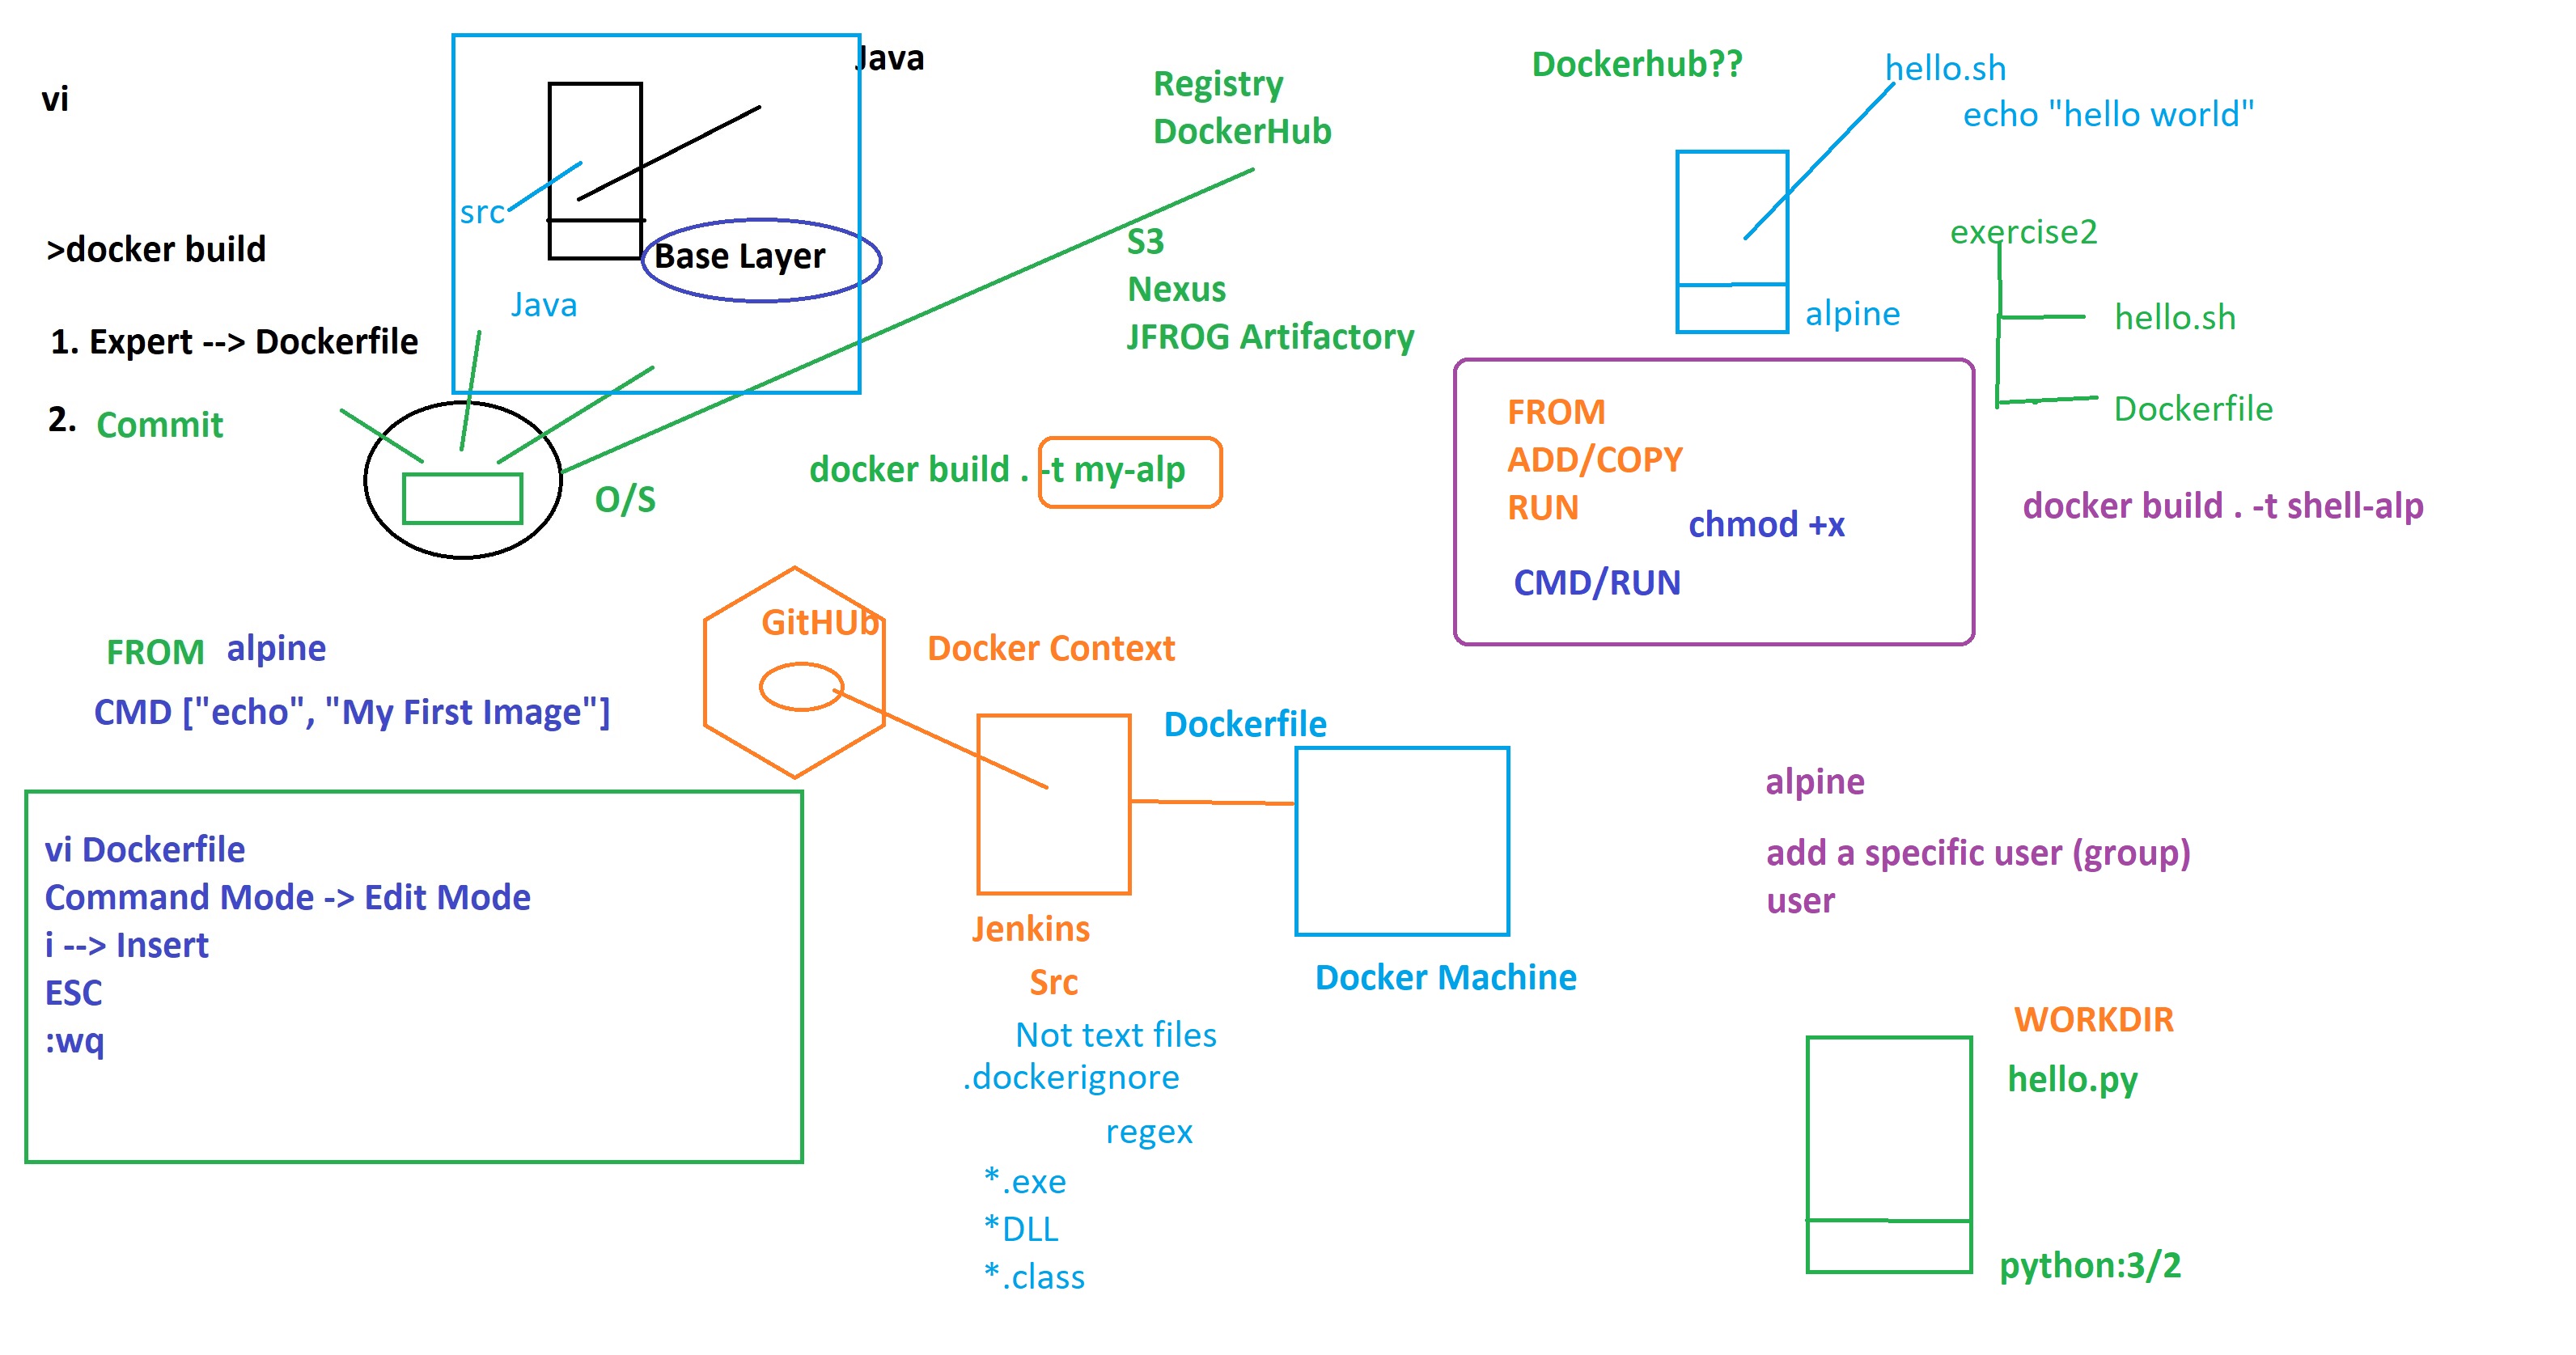 vi
>docker build
1. Expert --> Dockerfile
2. Commit
Java
src
Base Layer
Java
O/S
Registry
DockerHub
S3
Nexus
JFROG Artifactory
docker build . -t my-alp
Dockerhub??
hello.sh
echo "hello world"
alpine
exercise2
hello.sh
Dockerfile
FROM
ADD/COPY
RUN
chmod +x
CMD/RUN
docker build . -t shell-alp
FROM alpine
CMD ["echo", "My First Image"]
vi Dockerfile
Command Mode -> Edit Mode
i --> Insert
ESC
:wq
GitHUb
Docker Context
Dockerfile
Jenkins
Src
Docker Machine
Not text files
.dockerignore
regex
*.exe
*DLL
*.class
alpine
add a specific user (group)
user
WORKDIR
hello.py
python:3/2